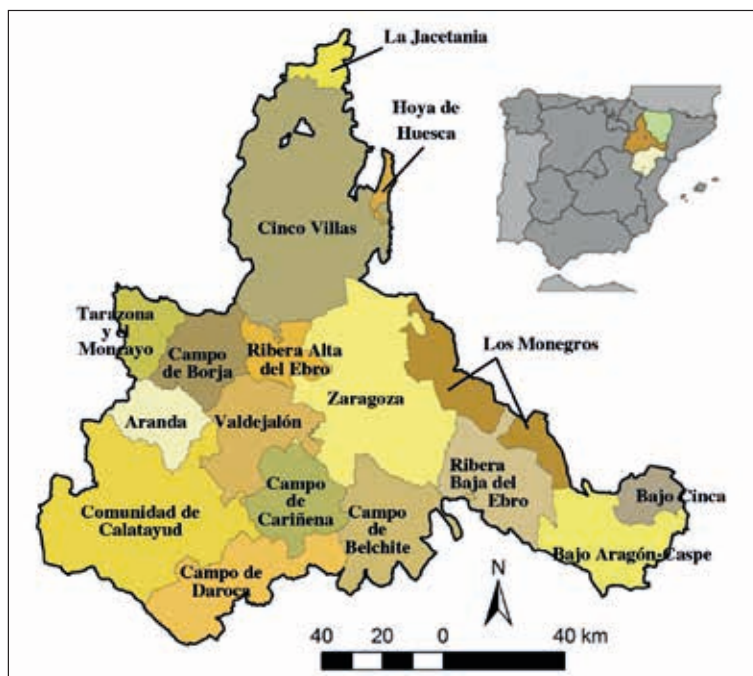 La Jacetania
Hoya de
Huesca
Cinco Villas
Tarazona
y el
Moncayo
Campo
de Borja
Ribera Alta
del Ebro
Los Monegros
Zaragoza
Aranda
Valdejalón
Ribera
Baja del
Ebro
Bajo Cinca
Campo
de
Cariñena
Comunidad de
Calatayud
Campo
de
Belchite
Bajo Aragón-Caspe
Campo de
Daroca
N
40 20 0 40 km